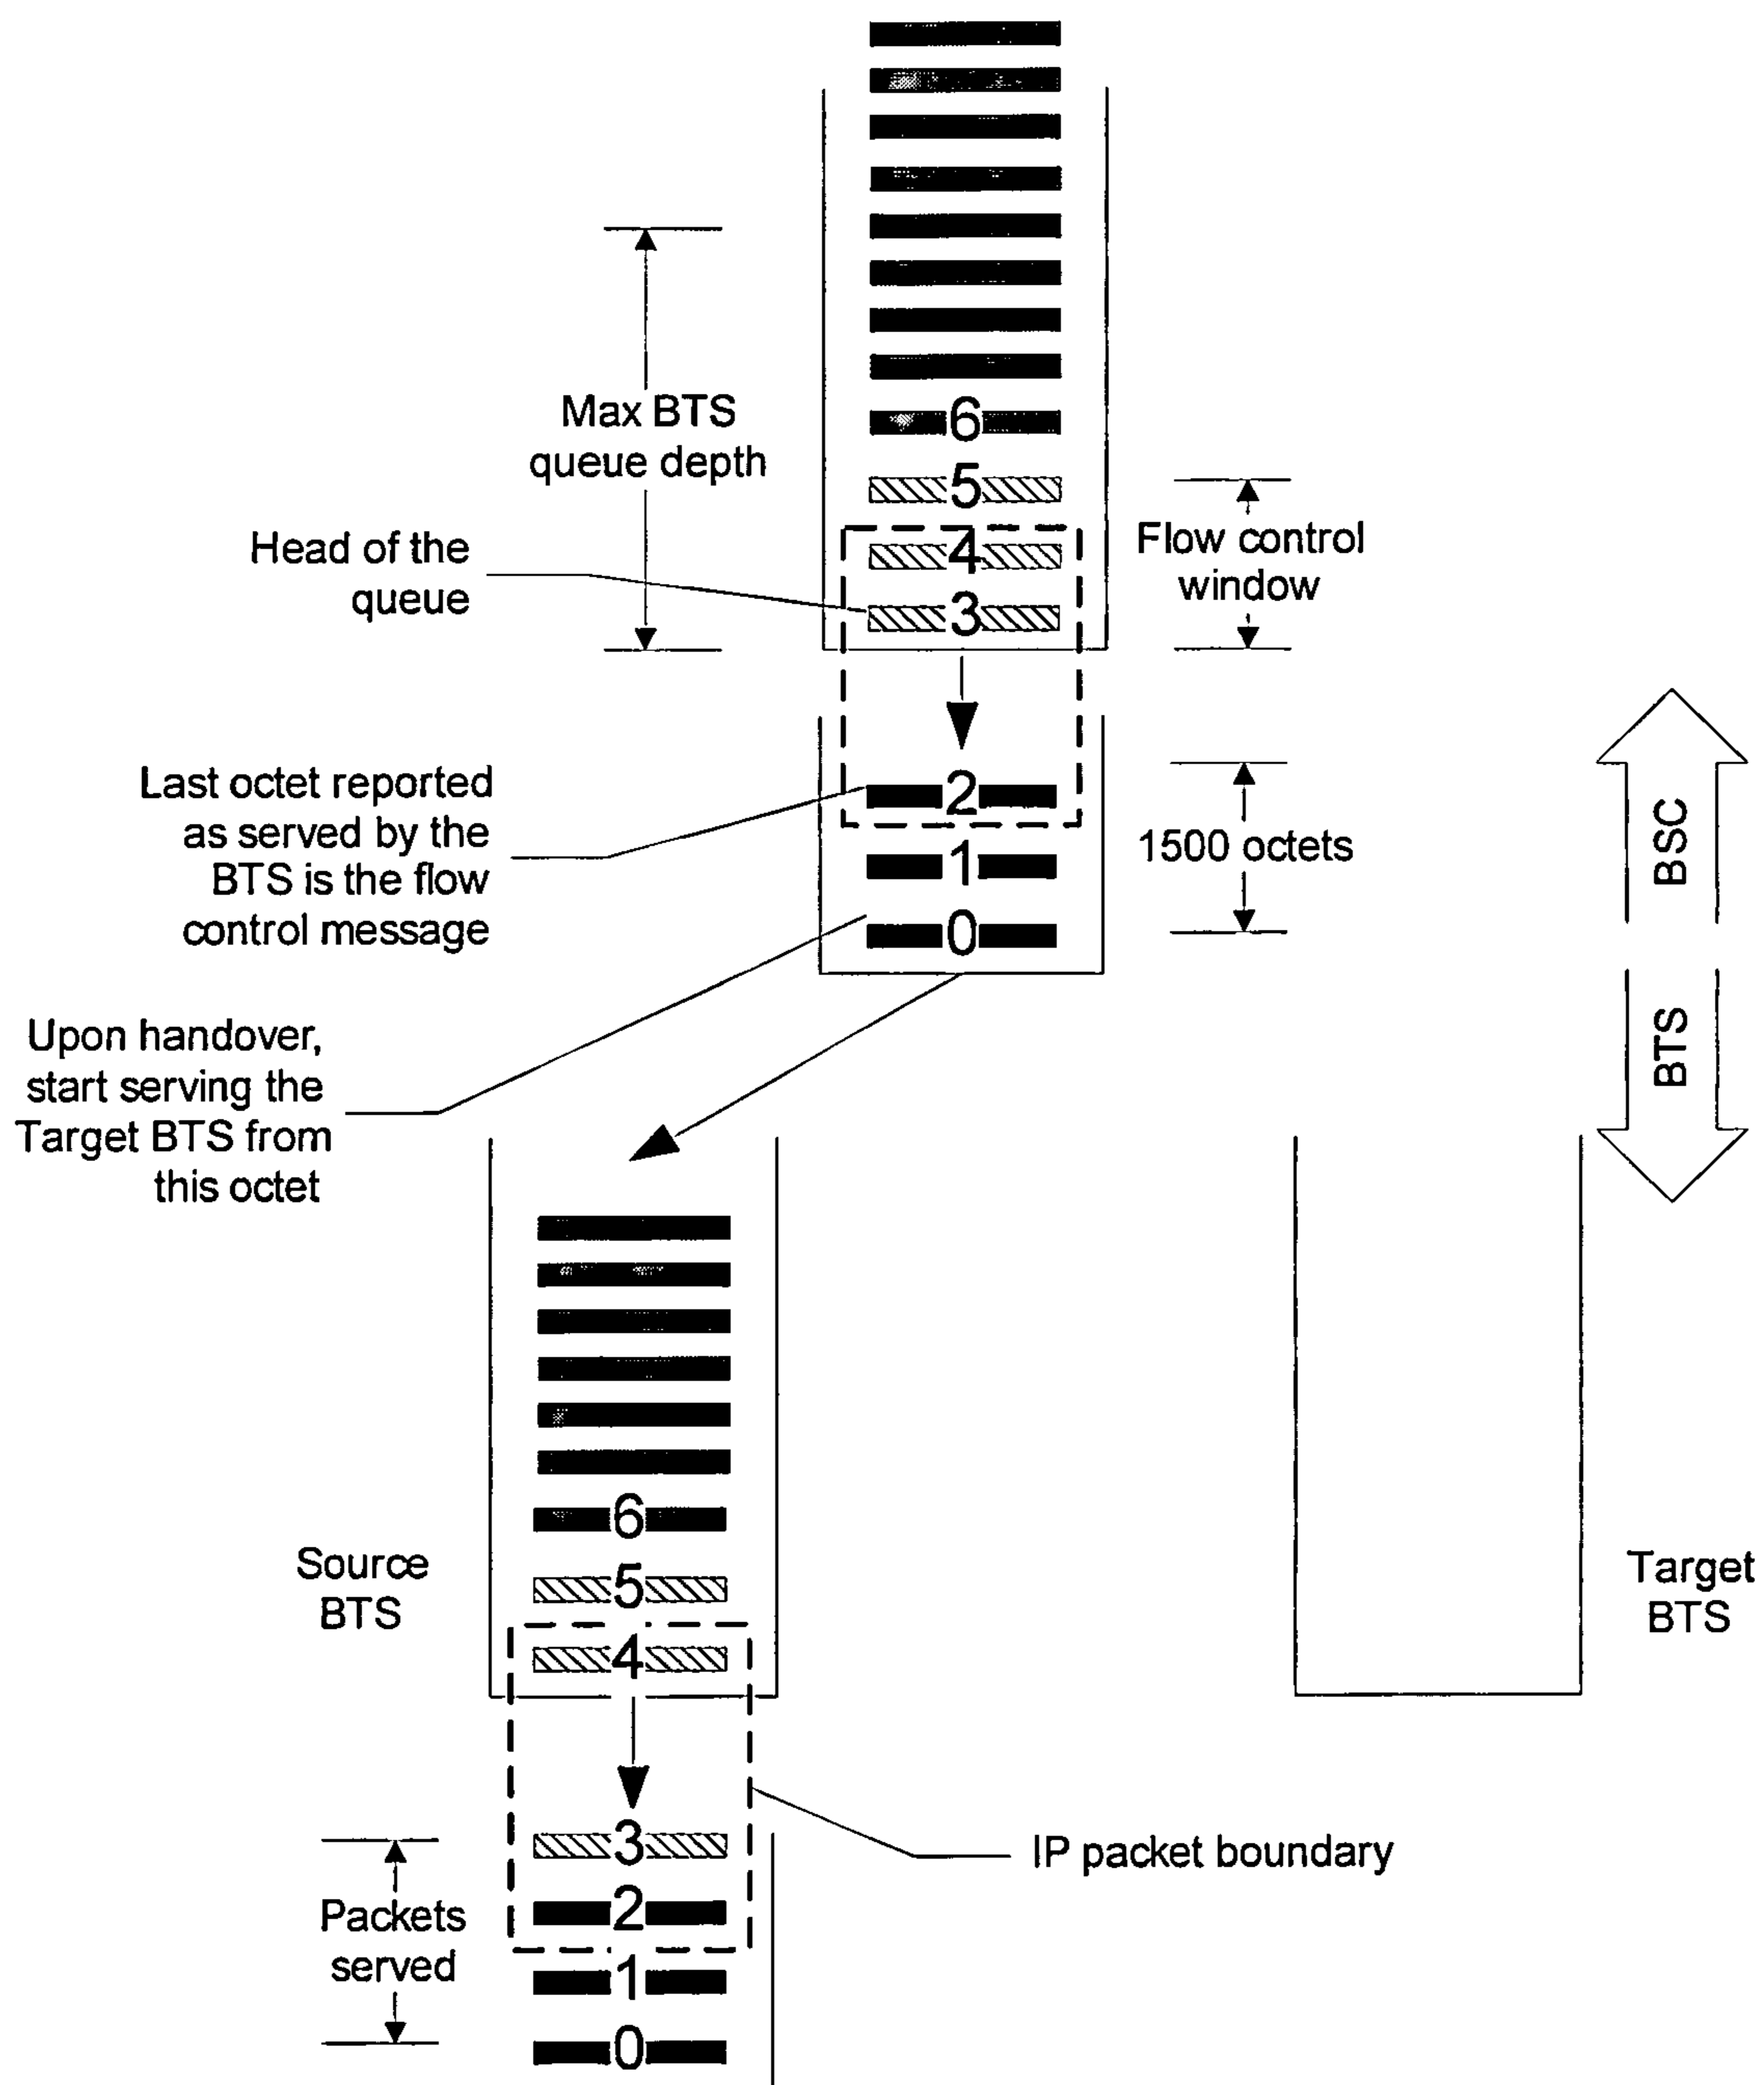 6
Max BTS
queue depth
5
Flow control
window
4
Head of the
queue
3
Last octet reported
as served by the
BTS is the flow
control message
2
1500 octets
1
0
BSC
BTS
Upon handover,
start serving the
Target BTS from
this octet
6
Source
BTS
5
Target
BTS
4
3
IP packet boundary
Packets
served
2
1
0